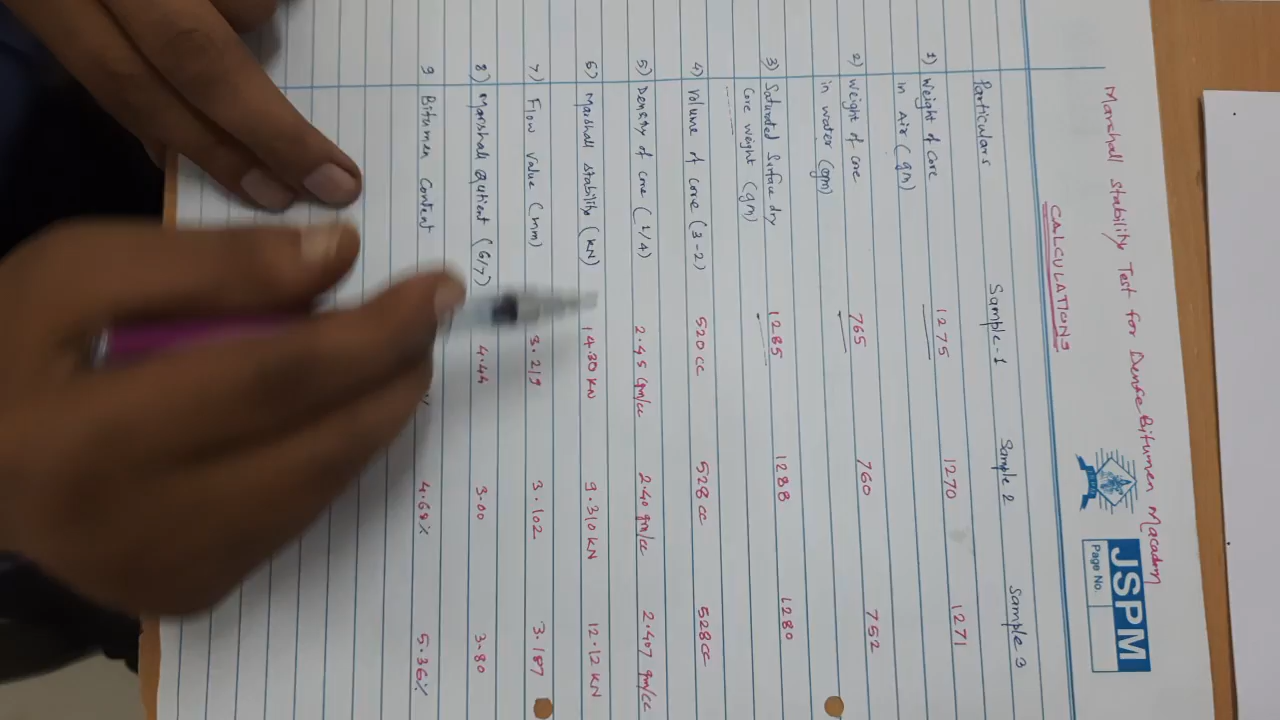 Marshall Stability Test for Dense Bitumen Macadam
JSPM
Page No.
CALCULATIONS
Particulars Sample-1 Sample 2 Sample 3
1) Weight of Core 1275 1270 1271
in Air (gm)
2) Weight of core 765 760 752
in water (gm)
3) Saturated Surface dry 1285 1288 1280
Core weight (gm)
4) Volume of core (3-2) 520 cc 528 cc 528 cc
5) Density of core (1/4) 2.45 gm/cc 2.40 gm/cc 2.407 gm/cc
6) Marshall stability (KN) 14.30 KN 9.310 KN 12.12 KN
7) Flow value (mm) 3.219 3.102 3.187
8) Marshall Qutient (6/7) 4.44 3.00 3.80
9 Bitumen Content % 4.68% 5.36%